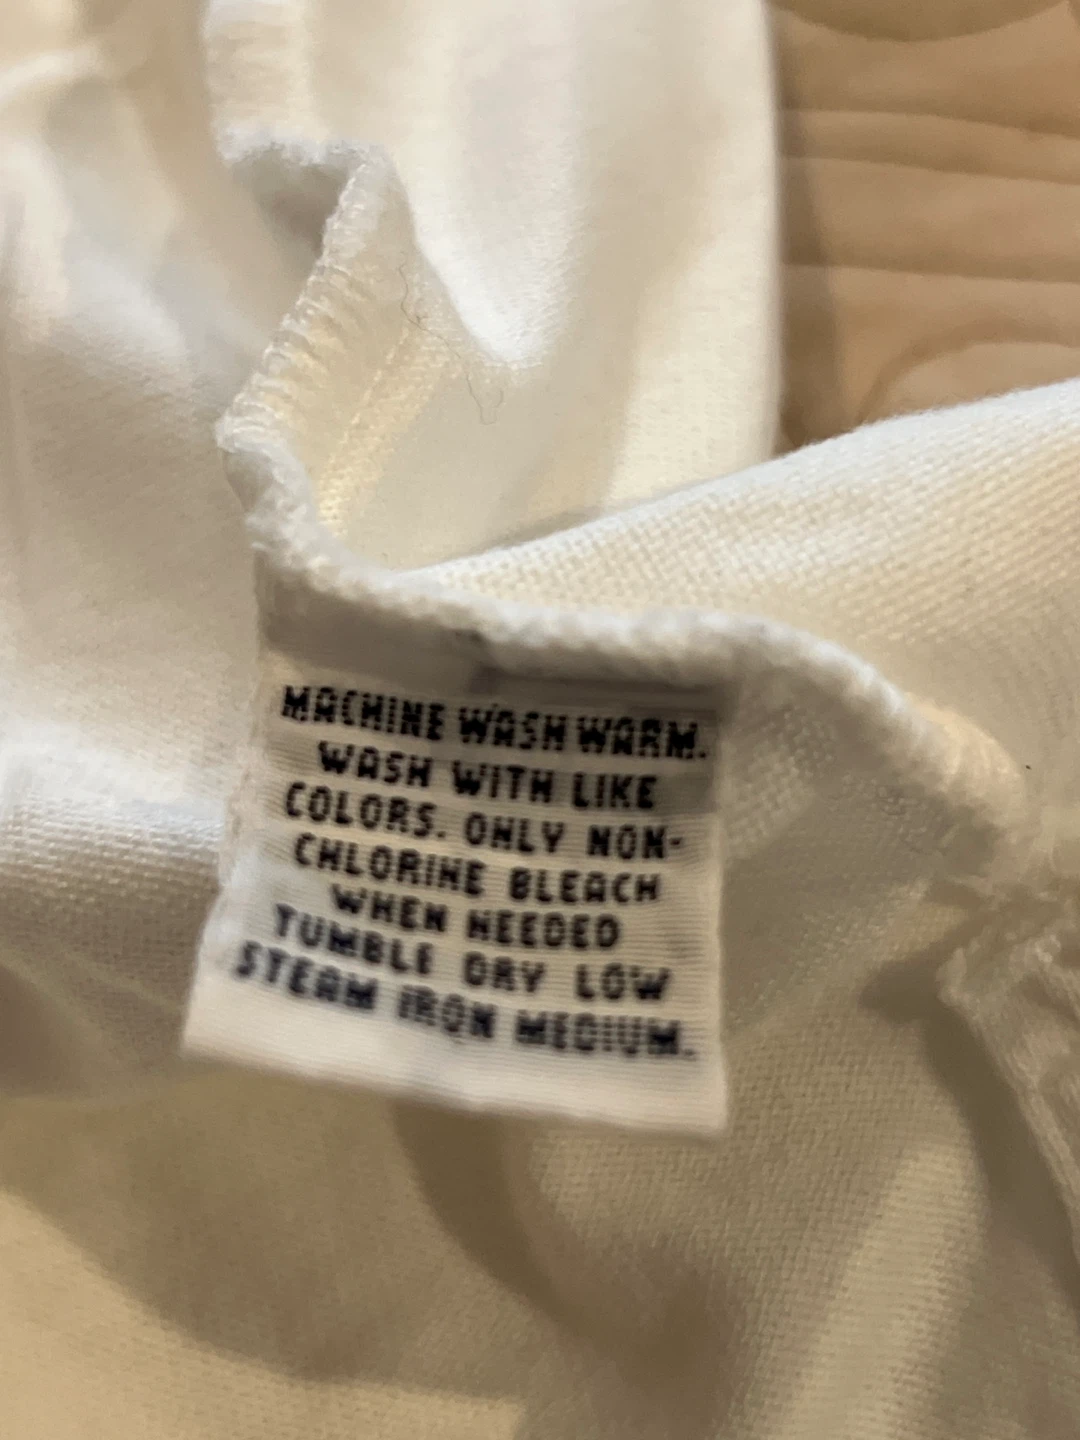 MACHINE WASH WARM.
WASH WITH LIKE
COLORS. ONLY NON-
CHLORINE BLEACH
WHEN NEEDED
TUMBLE DRY LOW
STEAM IRON MEDIUM.